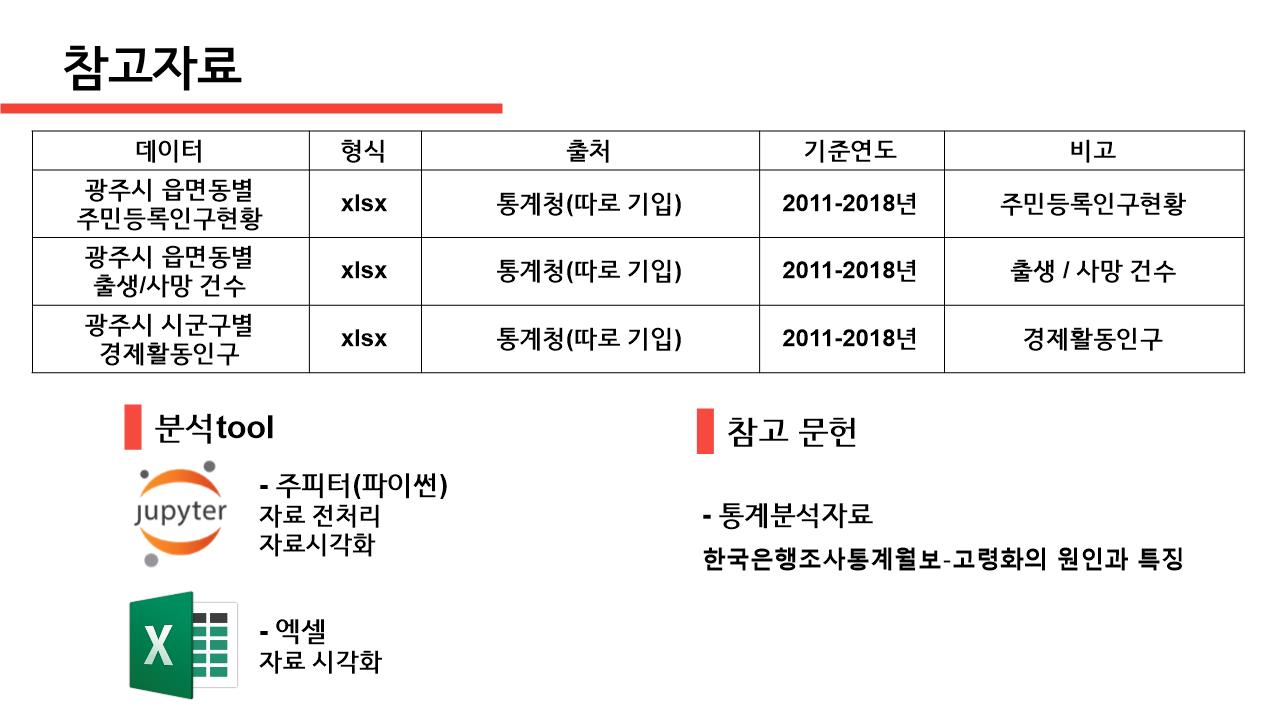 참고자료
데이터 형식 출처 기준연도 비고
광주시 읍면동별
주민등록인구현황 xlsx 통계청(따로 기입) 2011-2018년 주민등록인구현황
광주시 읍면동별
출생/사망 건수 xlsx 통계청(따로 기입) 2011-2018년 출생 / 사망 건수
광주시 시군구별
경제활동인구 xlsx 통계청(따로 기입) 2011-2018년 경제활동인구
분석tool
jupyter
- 주피터(파이썬)
자료 전처리
자료시각화
X
- 엑셀
자료 시각화
참고 문헌
- 통계분석자료
한국은행조사통계월보-고령화의 원인과 특징